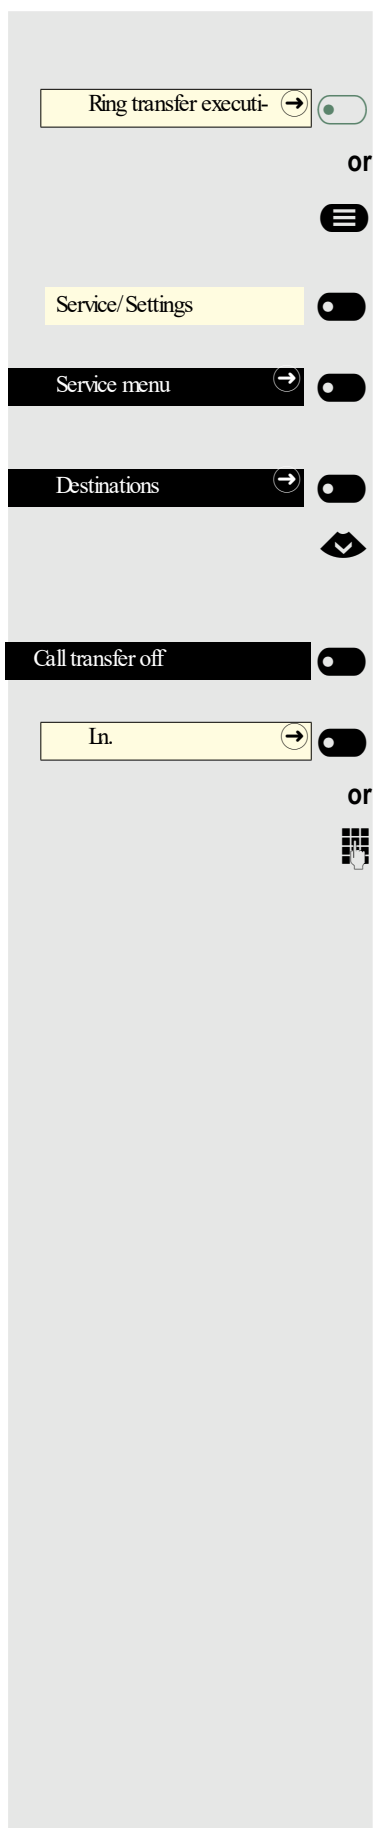 Ring transfer executi-
or
Service/Settings
Service menu
Destinations
Call transfer off
Ln.
or